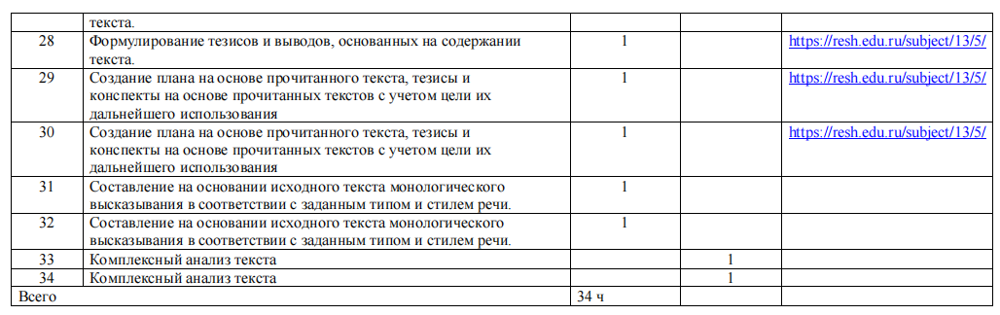 текста.
28 Формулирование тезисов и выводов, основанных на содержании 1 https://resh.edu.ru/subject/13/5/
текста.
29 Создание плана на основе прочитанного текста, тезисы и 1 https://resh.edu.ru/subject/13/5/
конспекты на основе прочитанных текстов с учетом цели их
дальнейшего использования
30 Создание плана на основе прочитанного текста, тезисы и 1 https://resh.edu.ru/subject/13/5/
конспекты на основе прочитанных текстов с учетом цели их
дальнейшего использования
31 Составление на основании исходного текста монологического 1
высказывания в соответствии с заданным типом и стилем речи.
32 Составление на основании исходного текста монологического 1
высказывания в соответствии с заданным типом и стилем речи.
33 Комплексный анализ текста 1
34 Комплексный анализ текста 1
Всего 34 ч